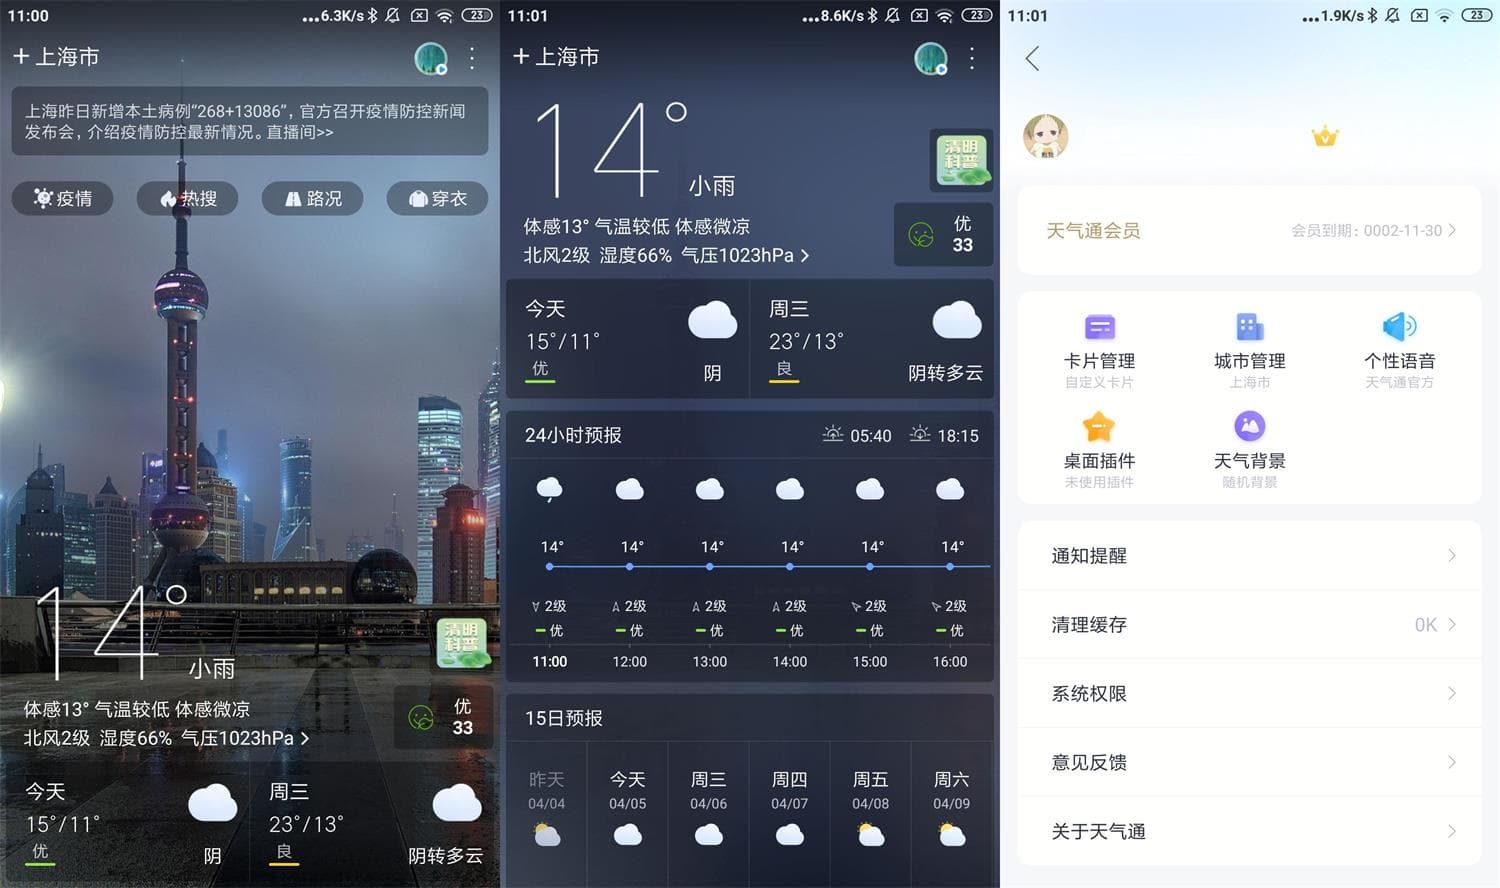 11:00
...6.3K/s
23
+ 上海市
上海昨日新增本土病例“268+13086”，官方召开疫情防控新闻
发布会，介绍疫情防控最新情况。直播间>>
疫情
热搜
路况
穿衣
14°
小雨
清明
科普
体感13° 气温较低 体感微凉
北风2级 湿度66% 气压1023hPa >
优
33
今天
15°/11°
优
阴
周三
23°/13°
良
阴转多云
11:01
...8.6K/s
23
+ 上海市
14°
小雨
清明
科普
体感13° 气温较低 体感微凉
北风2级 湿度66% 气压1023hPa >
优
33
今天
15°/11°
优
阴
周三
23°/13°
良
阴转多云
24小时预报
05:40
18:15
14° 14° 14° 14° 14° 14°
2级 2级 2级 2级 2级 2级
优 优 优 优 优 优
11:00 12:00 13:00 14:00 15:00 16:00
15日预报
昨天 今天 周三 周四 周五 周六
04/04 04/05 04/06 04/07 04/08 04/09
11:01
...1.9K/s
23
天气通会员
会员到期：0002-11-30 >
卡片管理 城市管理 个性语音
自定义卡片 上海市 天气通官方
桌面插件 天气背景
未使用插件 随机背景
通知提醒
清理缓存
0K
系统权限
意见反馈
关于天气通